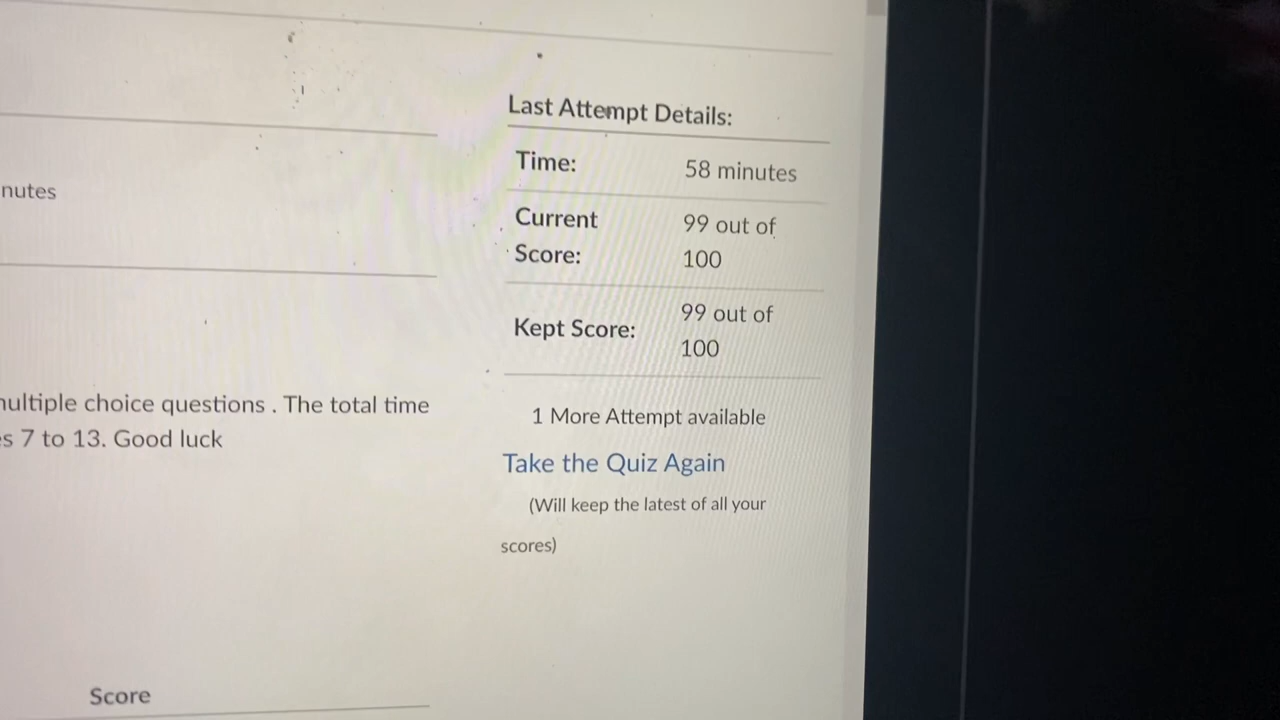 Last Attempt Details:
Time: 58 minutes
nutes
Current 99 out of
Score: 100
99 out of
Kept Score:
100
multiple choice questions . The total time
1 More Attempt available
s 7 to 13. Good luck
Take the Quiz Again
(Will keep the latest of all your
scores)
Score